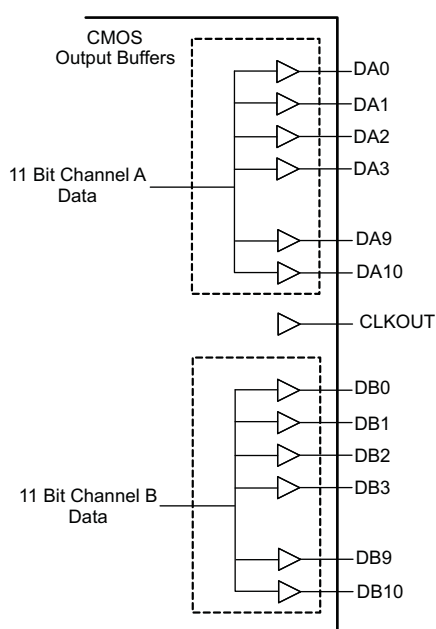 CMOS
Output Buffers
DA0
DA1
DA2
DA3
11 Bit Channel A
Data
DA9
DA10
CLKOUT
DB0
DB1
DB2
DB3
11 Bit Channel B
Data
DB9
DB10